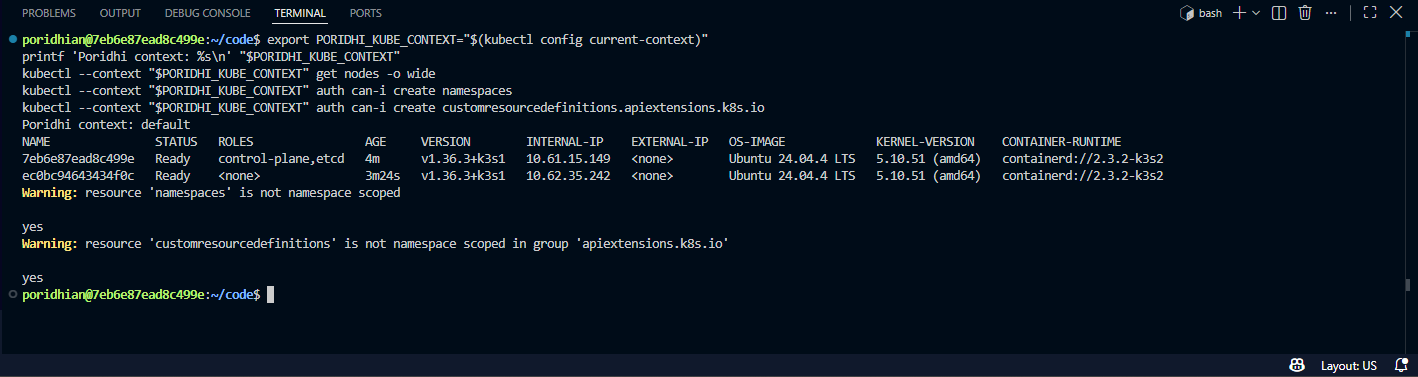 PROBLEMS OUTPUT DEBUG CONSOLE TERMINAL PORTS bash
poridhian@7eb6e87ead8c499e:~/code$ export PORIDHI_KUBE_CONTEXT="$(kubectl config current-context)"
printf 'Poridhi context: %s\n' "$PORIDHI_KUBE_CONTEXT"
kubectl --context "$PORIDHI_KUBE_CONTEXT" get nodes -o wide
kubectl --context "$PORIDHI_KUBE_CONTEXT" auth can-i create namespaces
kubectl --context "$PORIDHI_KUBE_CONTEXT" auth can-i create customresourcedefinitions.apiextensions.k8s.io
Poridhi context: default
NAME STATUS ROLES AGE VERSION INTERNAL-IP EXTERNAL-IP OS-IMAGE KERNEL-VERSION CONTAINER-RUNTIME
7eb6e87ead8c499e Ready control-plane,etcd 4m v1.36.3+k3s1 10.61.15.149 <none> Ubuntu 24.04.4 LTS 5.10.51 (amd64) containerd://2.3.2-k3s2
ec0bc94643434f0c Ready <none> 3m24s v1.36.3+k3s1 10.62.35.242 <none> Ubuntu 24.04.4 LTS 5.10.51 (amd64) containerd://2.3.2-k3s2
Warning: resource 'namespaces' is not namespace scoped
yes
Warning: resource 'customresourcedefinitions' is not namespace scoped in group 'apiextensions.k8s.io'
yes
poridhian@7eb6e87ead8c499e:~/code$
Layout: US